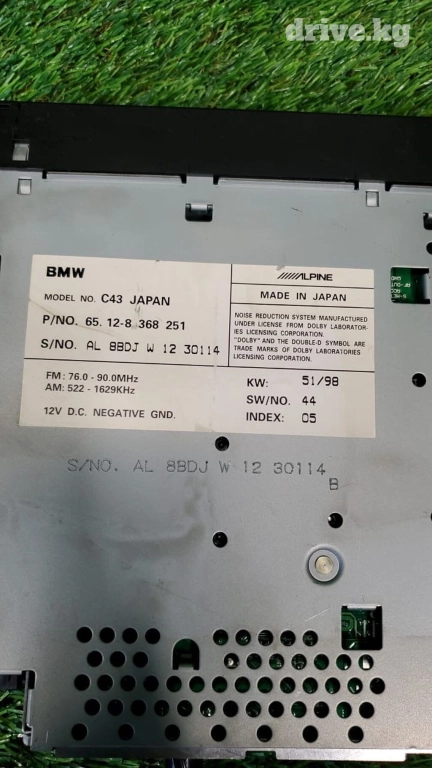 drive.kg
BMW
MODEL NO. C43 JAPAN
P/NO. 65.12-8 368 251
S/NO. AL 8BDJ W 12 30114
FM: 76.0 - 90.0MHz
AM: 522 - 1629KHz
12V D.C. NEGATIVE GND.
ALPINE
MADE IN JAPAN
NOISE REDUCTION SYSTEM MANUFACTURED
UNDER LICENSE FROM DOLBY LABORATOR-
IES LICENSING CORPORATION.
"DOLBY" AND THE DOUBLE-D SYMBOL ARE
TRADE MARKS OF DOLBY LABORATORIES
LICENSING CORPORATION.
KW: 51/98
SW/NO. 44
INDEX: 05
S/NO. AL 8BDJ W 12 30114
B